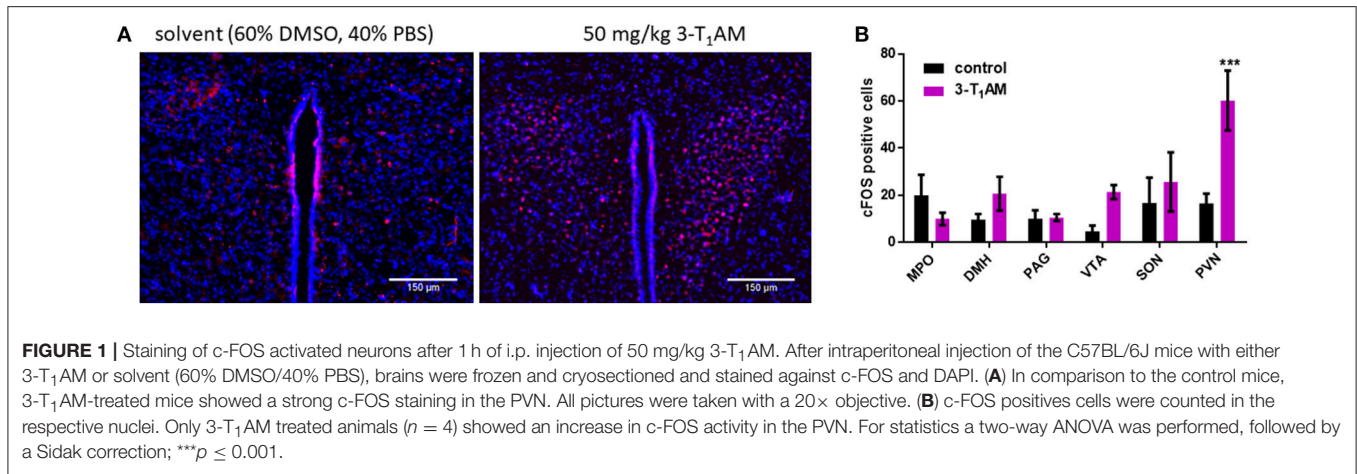 A solvent (60% DMSO, 40% PBS) 50 mg/kg 3-T₁AM
150 µm 150 µm
B
cFOS positive cells
80
60
40
20
0
control
3-T₁AM
***
MPO DMH PAG VTA SON PVN
FIGURE 1 | Staining of c-FOS activated neurons after 1 h of i.p. injection of 50 mg/kg 3-T₁AM. After intraperitoneal injection of the C57BL/6J mice with either
3-T₁AM or solvent (60% DMSO/40% PBS), brains were frozen and cryosectioned and stained against c-FOS and DAPI. (A) In comparison to the control mice,
3-T₁AM-treated mice showed a strong c-FOS staining in the PVN. All pictures were taken with a 20× objective. (B) c-FOS positives cells were counted in the
respective nuclei. Only 3-T₁AM treated animals (n = 4) showed an increase in c-FOS activity in the PVN. For statistics a two-way ANOVA was performed, followed by
a Sidak correction; ***p ≤ 0.001.